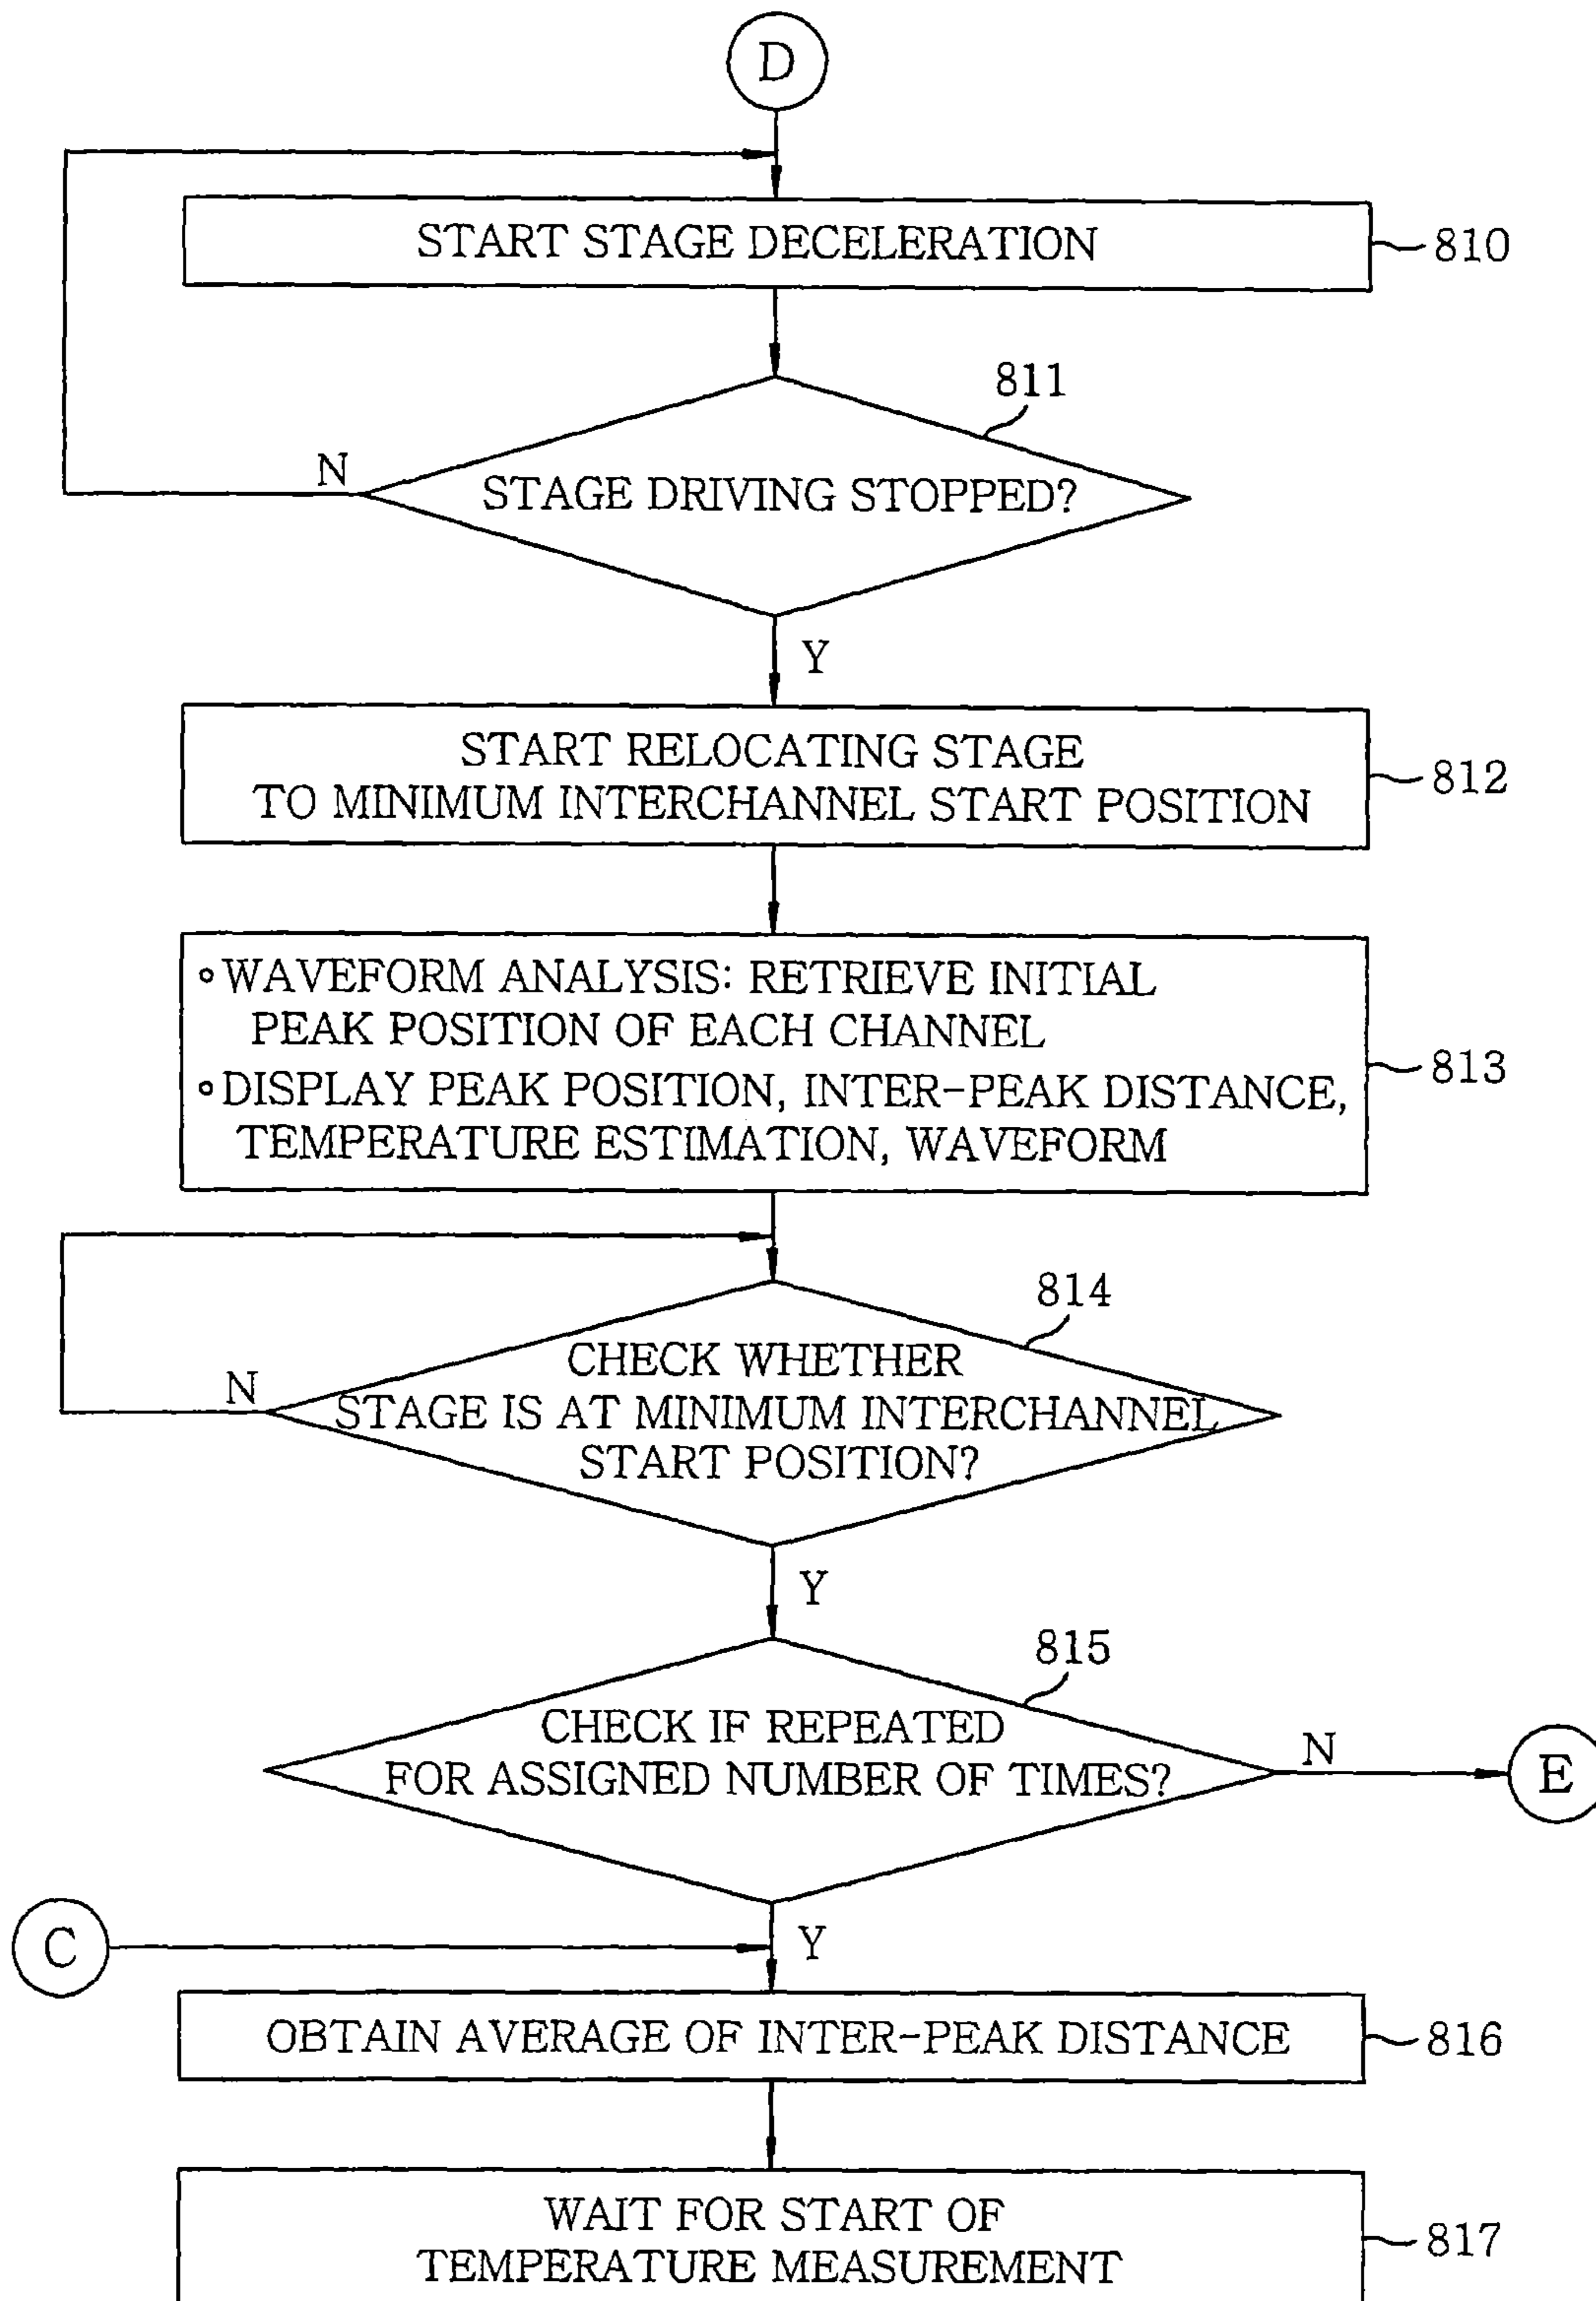 D
START STAGE DECELERATION
810
811
N
STAGE DRIVING STOPPED?
Y
START RELOCATING STAGE
TO MINIMUM INTERCHANNEL START POSITION
812
∘ WAVEFORM ANALYSIS: RETRIEVE INITIAL
PEAK POSITION OF EACH CHANNEL
∘ DISPLAY PEAK POSITION, INTER-PEAK DISTANCE,
TEMPERATURE ESTIMATION, WAVEFORM
813
814
N
CHECK WHETHER
STAGE IS AT MINIMUM INTERCHANNEL
START POSITION?
Y
815
CHECK IF REPEATED
FOR ASSIGNED NUMBER OF TIMES?
N
E
C
Y
OBTAIN AVERAGE OF INTER-PEAK DISTANCE
816
WAIT FOR START OF
TEMPERATURE MEASUREMENT
817